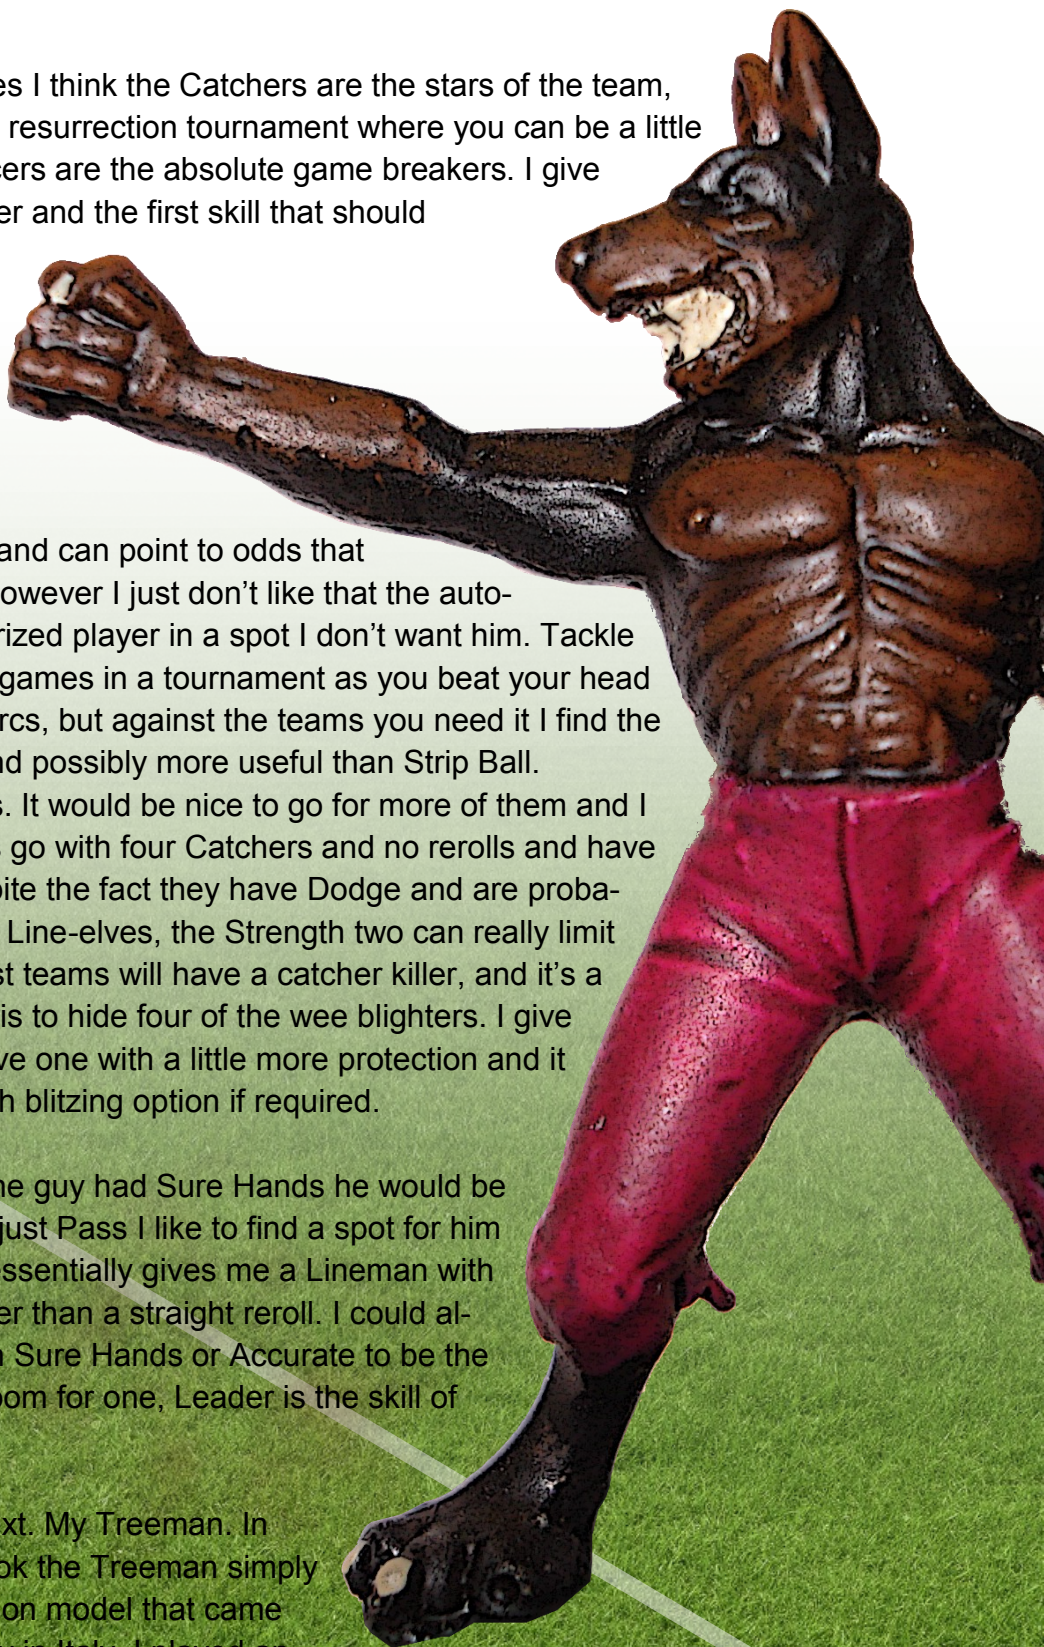 es I think the Catchers are the stars of the team,
resurrection tournament where you can be a little
cers are the absolute game breakers. I give
er and the first skill that should
and can point to odds that
owever I just don’t like that the auto-
rized player in a spot I don’t want him. Tackle
games in a tournament as you beat your head
rcs, but against the teams you need it I find the
nd possibly more useful than Strip Ball.
s. It would be nice to go for more of them and I
s go with four Catchers and no rerolls and have
pite the fact they have Dodge and are proba-
Line-elves, the Strength two can really limit
st teams will have a catcher killer, and it’s a
is to hide four of the wee blighters. I give
ve one with a little more protection and it
h blitzing option if required.
he guy had Sure Hands he would be
just Pass I like to find a spot for him
essentially gives me a Lineman with
er than a straight reroll. I could al-
n Sure Hands or Accurate to be the
oom for one, Leader is the skill of
xt. My Treeman. In
ok the Treeman simply
on model that came
in Italy. I played an